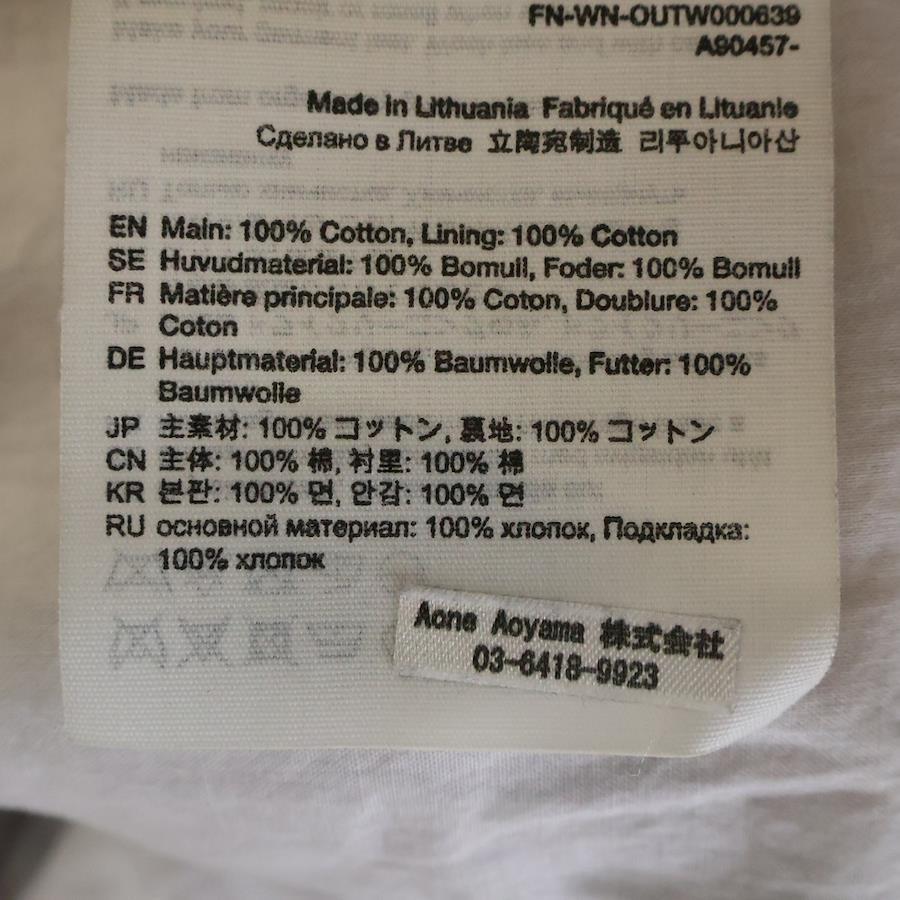 FN-WN-OUTW000639
A90457-
Made in Lithuania Fabriqué en Lituanie
Сделано в Литве 立陶宛制造 리투아니아산
EN Main: 100% Cotton, Lining: 100% Cotton
SE Huvudmaterial: 100% Bomull, Foder: 100% Bomull
FR Matière principale: 100% Coton, Doublure: 100%
Coton
DE Hauptmaterial: 100% Baumwolle, Futter: 100%
Baumwolle
JP 主素材: 100% コットン, 裏地: 100% コットン
CN 主体: 100% 棉, 衬里: 100% 棉
KR 본판: 100% 면, 안감: 100% 면
RU основной материал: 100% хлопок, Подкладка:
100% хлопок
Acne Aoyama 株式会社
03-6418-9923